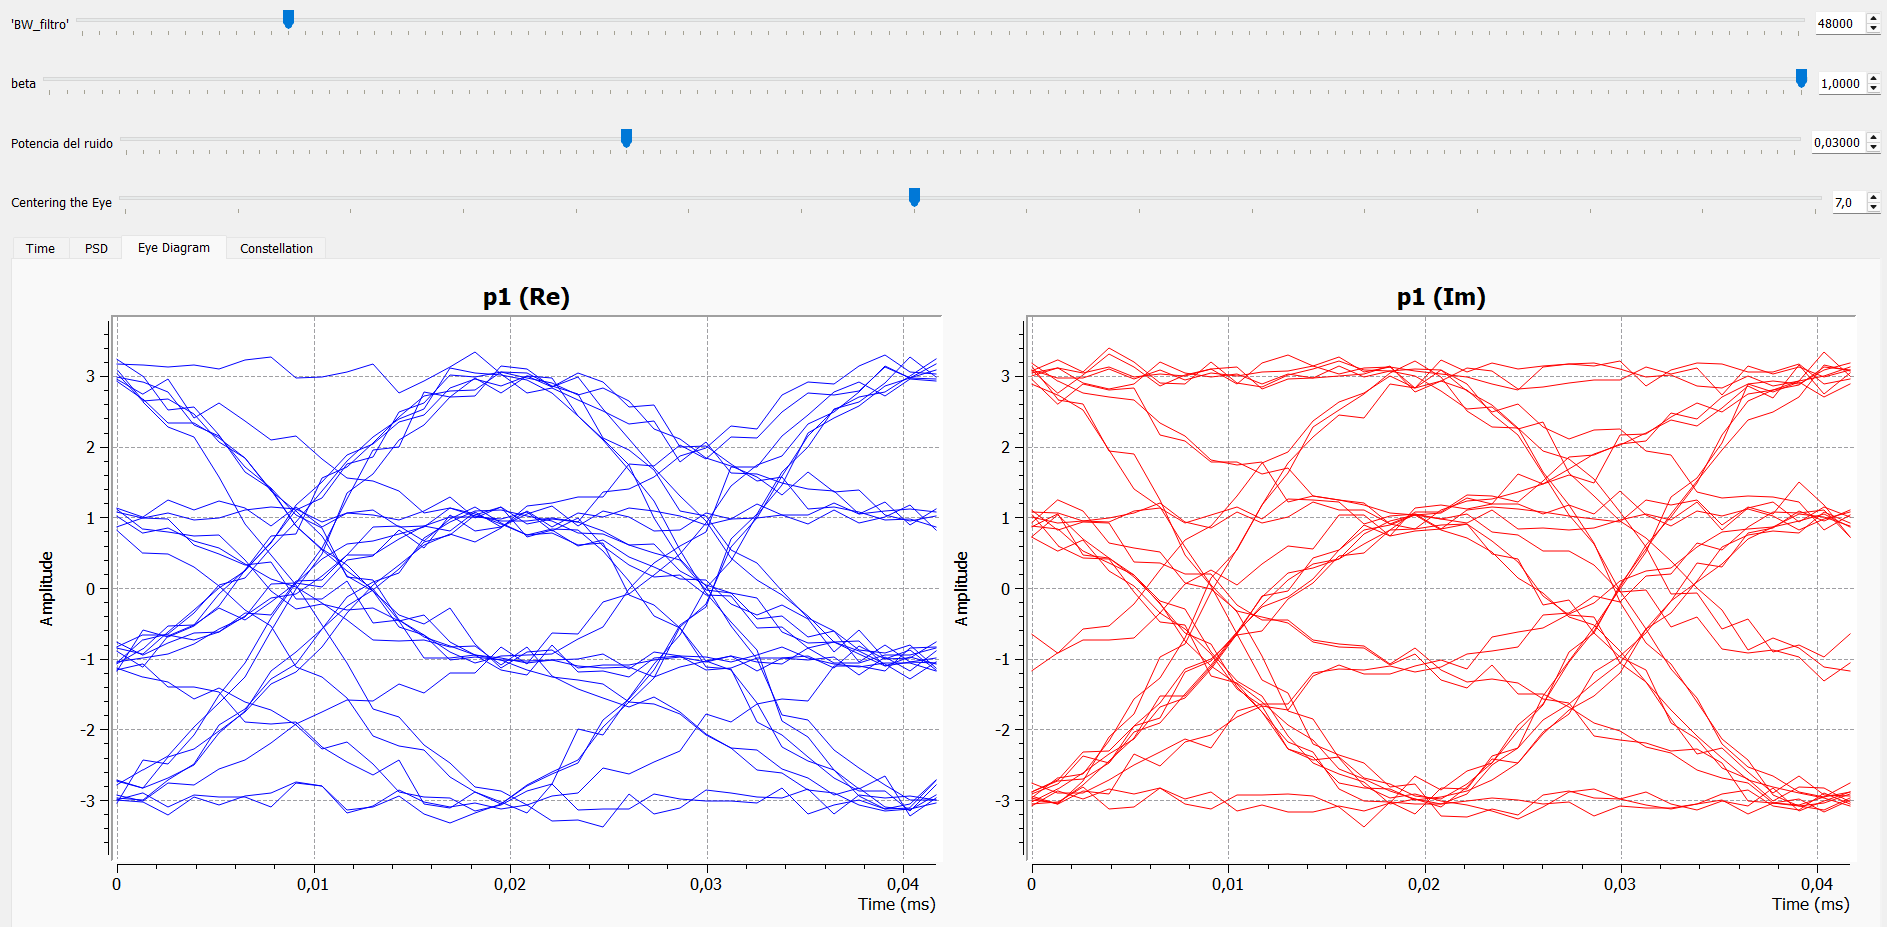 'BW_filtro' 48000
beta 1,0000
Potencia del ruido 0,03000
Centering the Eye 7,0
Time PSD Eye Diagram Constellation
p1 (Re)
Amplitude
3
2
1
0
-1
-2
-3
0 0,01 0,02 0,03 0,04
Time (ms)
p1 (Im)
Amplitude
3
2
1
0
-1
-2
-3
0 0,01 0,02 0,03 0,04
Time (ms)